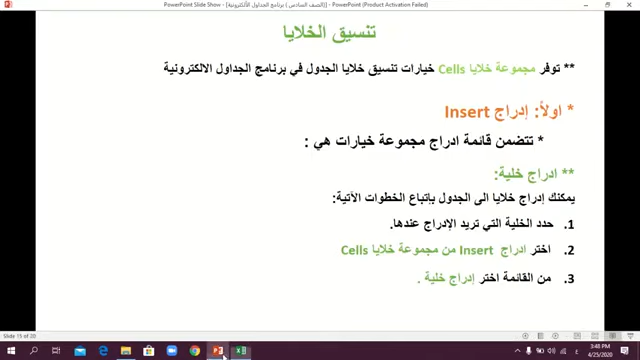 PowerPoint Slide Show - [الصف السادس ) برنامج الجداول الألكترونية] - PowerPoint (Product Activation Failed)
تنسيق الخلايا
** توفر مجموعة خلايا Cells خيارات تنسيق خلايا الجدول في برنامج الجداول الالكترونية
* اولاً: إدراج Insert
* تتضمن قائمة ادراج مجموعة خيارات هي :
** ادراج خلية:
يمكنك إدراج خلايا الى الجدول بإتباع الخطوات الآتية:
1. حدد الخلية التي تريد الإدراج عندها.
2. اختر ادراج Insert من مجموعة خلايا Cells
3. من القائمة اختر إدراج خلية .
Slide 15 of 20
3:48 PM
4/25/2020